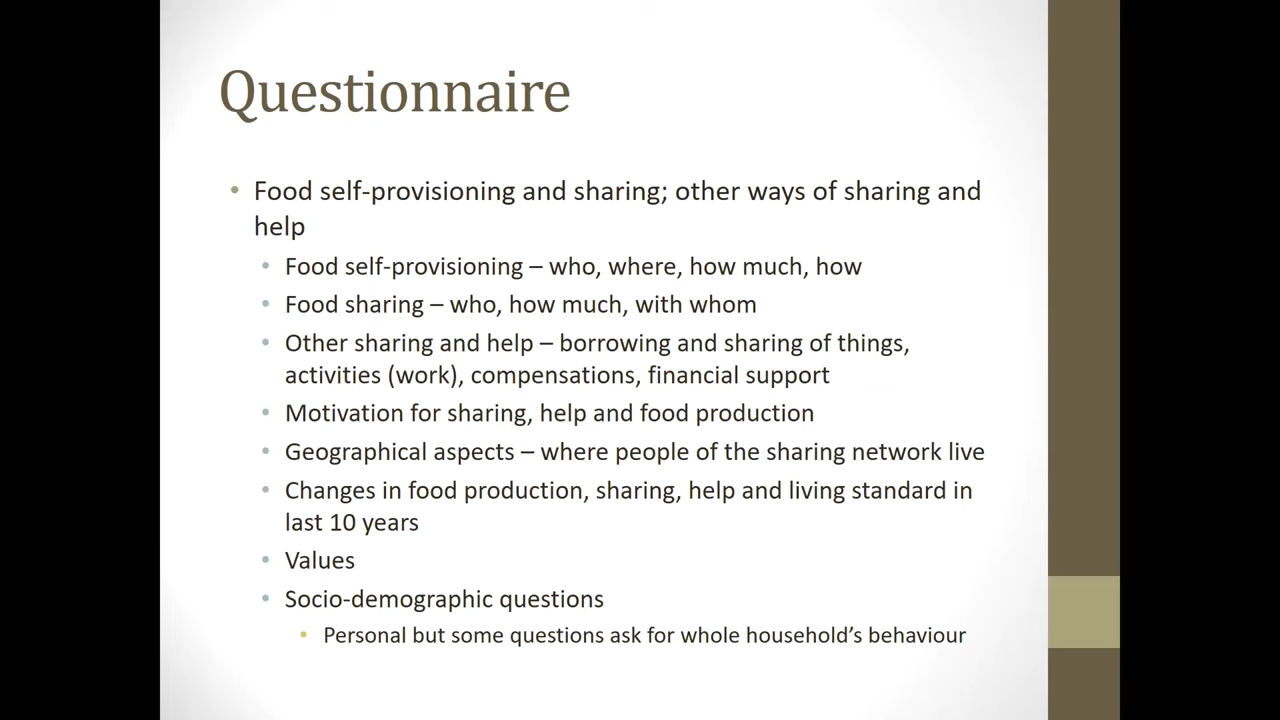 Questionnaire
• Food self-provisioning and sharing; other ways of sharing and
help
• Food self-provisioning – who, where, how much, how
• Food sharing – who, how much, with whom
• Other sharing and help – borrowing and sharing of things,
activities (work), compensations, financial support
• Motivation for sharing, help and food production
• Geographical aspects – where people of the sharing network live
• Changes in food production, sharing, help and living standard in
last 10 years
• Values
• Socio-demographic questions
• Personal but some questions ask for whole household’s behaviour